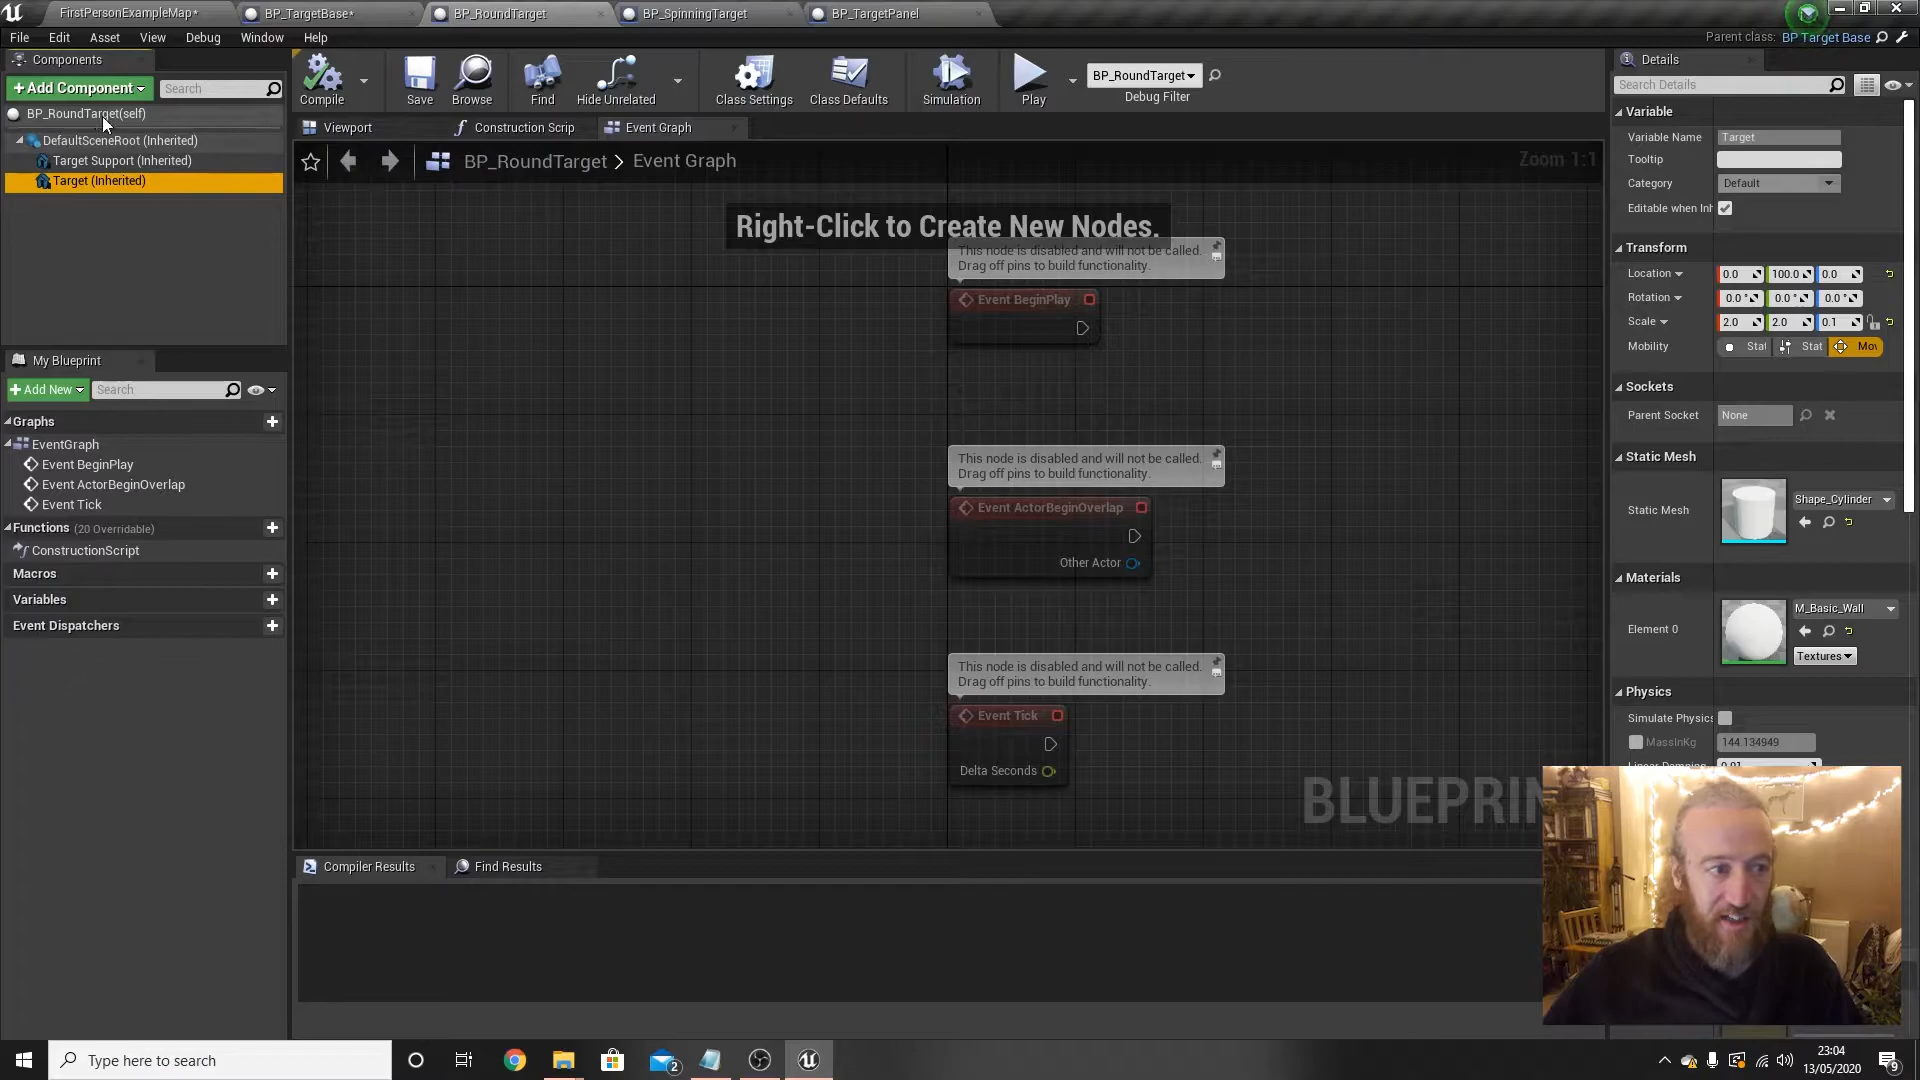 FirstPersonExampleMap*
BP_TargetBase*
BP_RoundTarget
BP_SpinningTarget
BP_TargetPanel
File
Edit
Asset
View
Debug
Window
Help
Parent class:
BP Target Base
Components
+Add Component
Search
BP_RoundTarget(self)
DefaultSceneRoot (Inherited)
Target Support (Inherited)
Target (Inherited)
Compile
Save
Browse
Find
Hide Unrelated
Class Settings
Class Defaults
Simulation
Play
BP_RoundTarget
Debug Filter
Viewport
Construction Scrip
Event Graph
BP_RoundTarget > Event Graph
Zoom 1:1
Right-Click to Create New Nodes.
This node is disabled and will not be called.
Drag off pins to build functionality.
Event BeginPlay
This node is disabled and will not be called.
Drag off pins to build functionality.
Event ActorBeginOverlap
Other Actor
This node is disabled and will not be called.
Drag off pins to build functionality.
Event Tick
Delta Seconds
BLUEPRIN
My Blueprint
+Add New
Search
Graphs
EventGraph
Event BeginPlay
Event ActorBeginOverlap
Event Tick
Functions (20 Overridable)
ConstructionScript
Macros
Variables
Event Dispatchers
Compiler Results
Find Results
Details
Search Details
Variable
Variable Name
Target
Tooltip
Category
Default
Editable when Inh
Transform
Location
0.0
100.0
0.0
Rotation
0.0 °
0.0 °
0.0 °
Scale
2.0
2.0
0.1
Mobility
Stat
Stat
Mov
Sockets
Parent Socket
None
Static Mesh
Static Mesh
Shape_Cylinder
Materials
Element 0
M_Basic_Wall
Textures
Physics
Simulate Physics
MassInKg
144.134949
Type here to search
2
23:04
13/05/2020
9